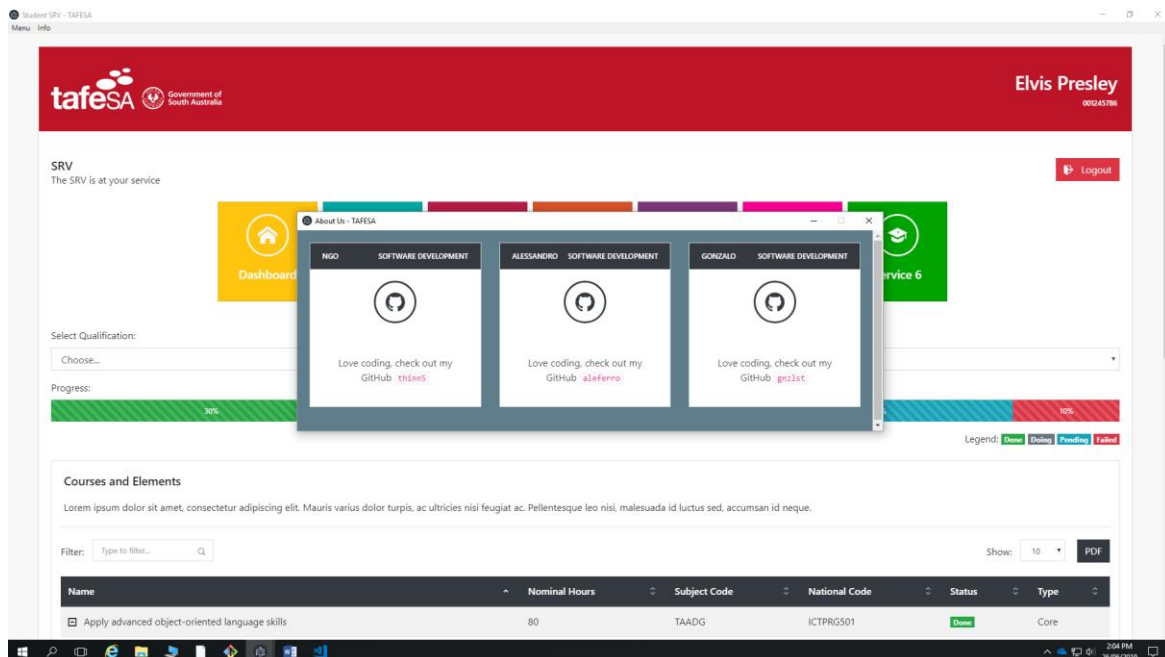 Student SRV - TAFESA
Menu Info
tafeSA Government of South Australia
Elvis Presley
001245786
SRV
The SRV is at your service
Logout
About Us - TAFESA
Dashboard
ervice 6
NGO SOFTWARE DEVELOPMENT
Love coding, check out my
GitHub thinn5
ALESSANDRO SOFTWARE DEVELOPMENT
Love coding, check out my
GitHub aleferro
GONZALO SOFTWARE DEVELOPMENT
Love coding, check out my
GitHub gnzlst
Select Qualification:
Choose...
Progress:
30% 10%
Legend: Done Doing Pending Failed
Courses and Elements
Lorem ipsum dolor sit amet, consectetur adipiscing elit. Mauris varius dolor turpis, ac ultricies nisi feugiat ac. Pellentesque leo nisi, malesuada id luctus sed, accumsan id neque.
Filter: Type to filter... Show: 10 PDF
Name Nominal Hours Subject Code National Code Status Type
Apply advanced object-oriented language skills 80 TAADG ICTPRG501 Done Core
2:04 PM